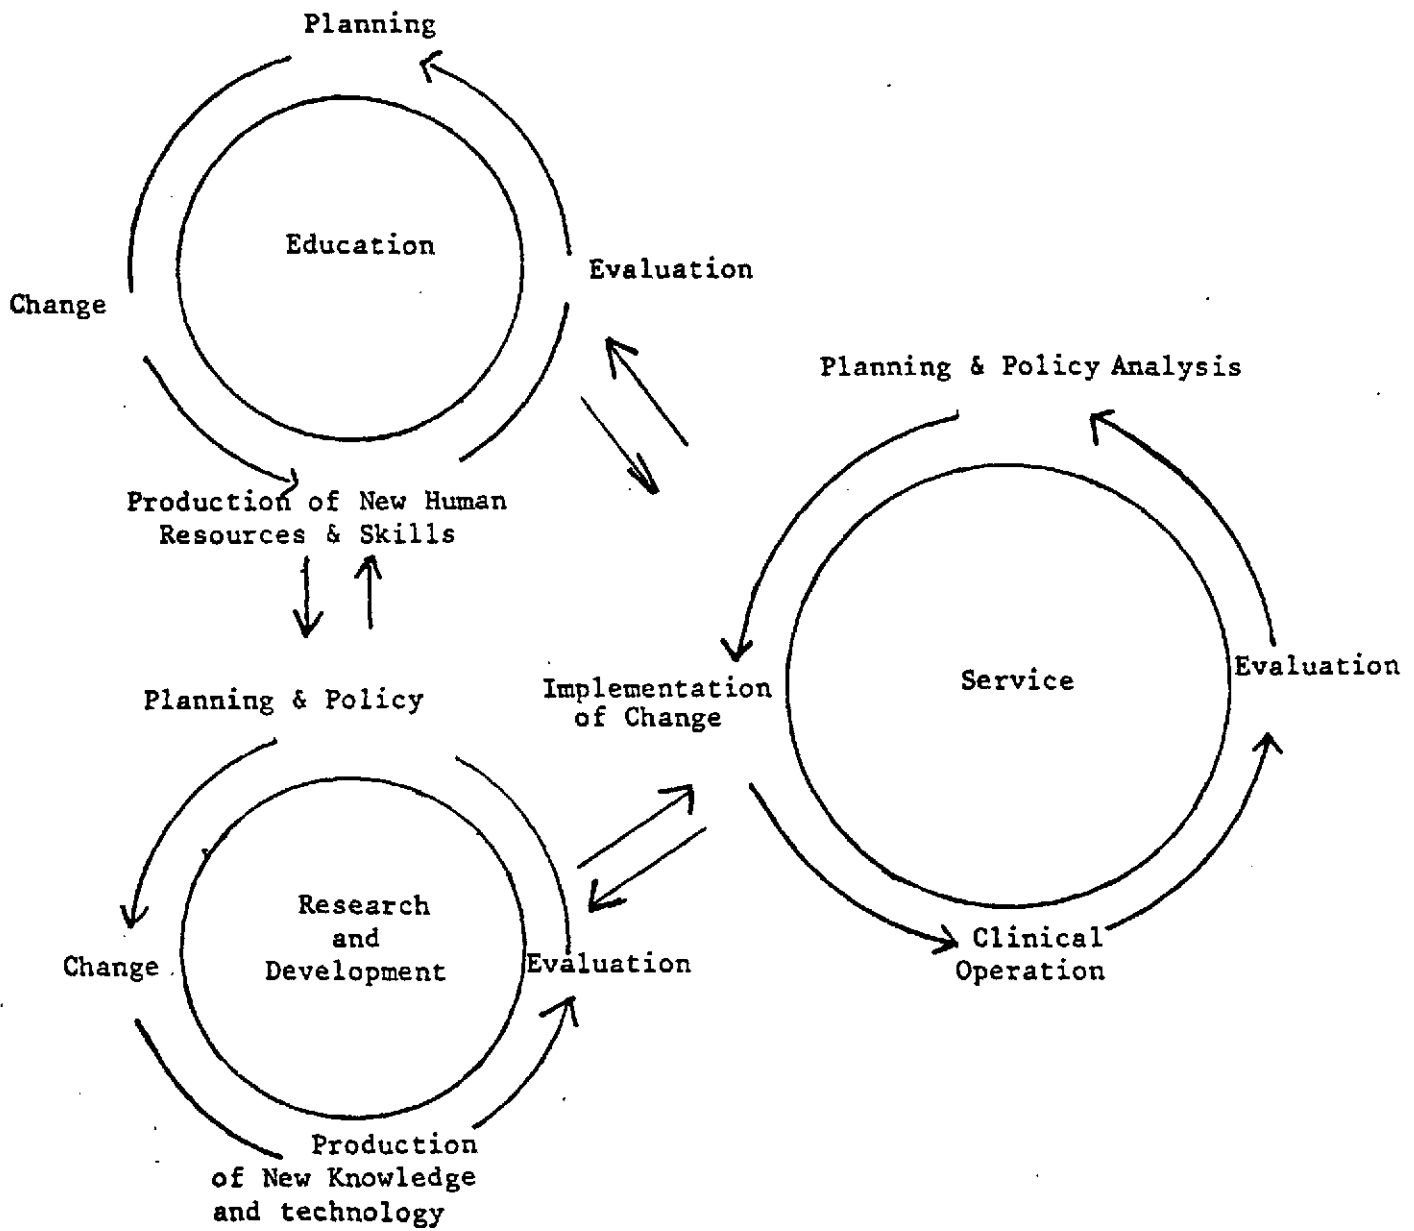 Planning
Education
Evaluation
Change
Production of New Human
Resources & Skills
Planning & Policy
Research
and
Development
Evaluation
Change
Production
of New Knowledge
and technology
Planning & Policy Analysis
Implementation
of Change
Service
Evaluation
Clinical
Operation